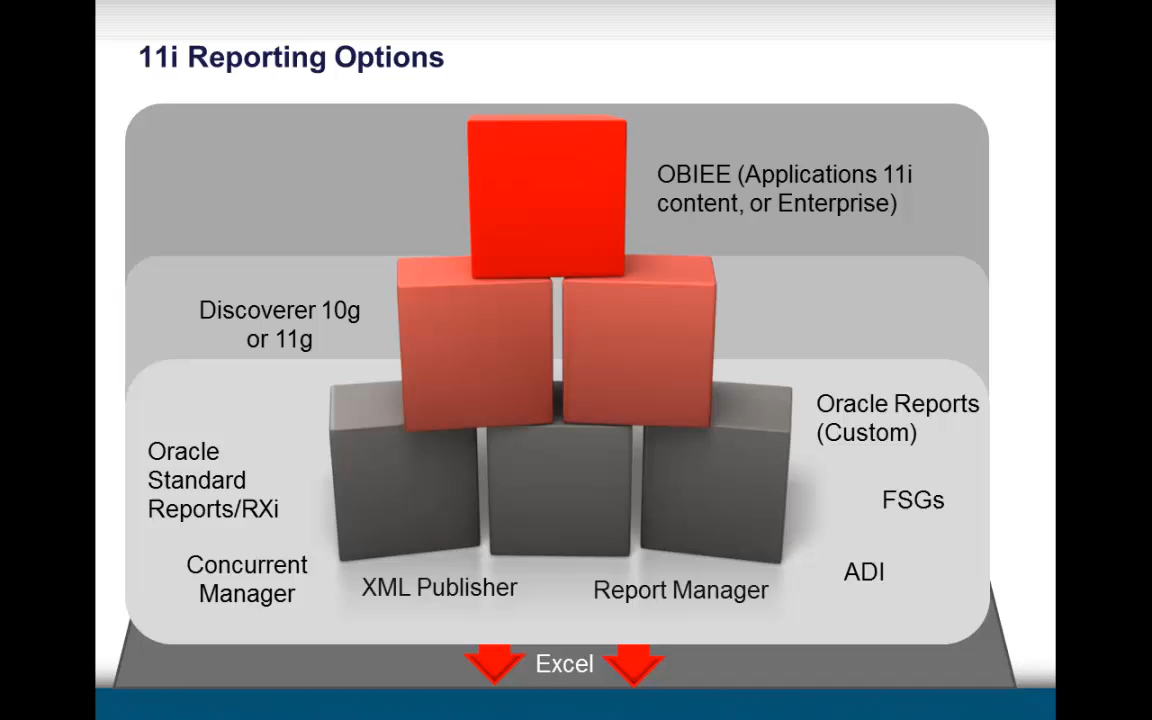 11i Reporting Options
OBIEE (Applications 11i
content, or Enterprise)
Discoverer 10g
or 11g
Oracle Reports
(Custom)
Oracle
Standard
Reports/RXi
FSGs
Concurrent
Manager
XML Publisher
Report Manager
ADI
Excel